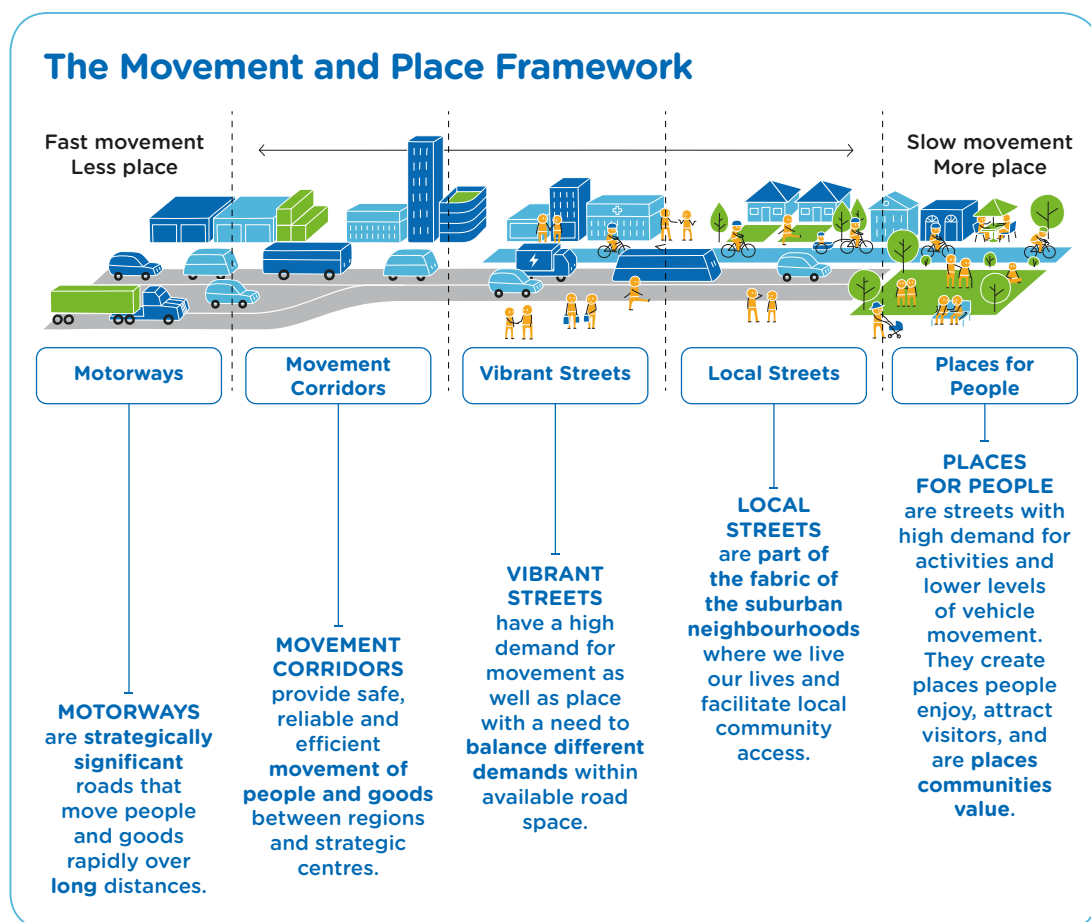 The Movement and Place Framework
Fast movement
Less place
Slow movement
More place
Motorways
Movement
Corridors
Vibrant Streets
Local Streets
Places for
People
MOTORWAYS
are strategically
significant
roads that
move people
and goods
rapidly over
long distances.
MOVEMENT
CORRIDORS
provide safe,
reliable and
efficient
movement of
people and goods
between regions
and strategic
centres.
VIBRANT
STREETS
have a high
demand for
movement as
well as place
with a need to
balance different
demands within
available road
space.
LOCAL
STREETS
are part of
the fabric of
the suburban
neighbourhoods
where we live
our lives and
facilitate local
community
access.
PLACES
FOR PEOPLE
are streets with
high demand for
activities and
lower levels
of vehicle
movement.
They create
places people
enjoy, attract
visitors, and
are places
communities
value.